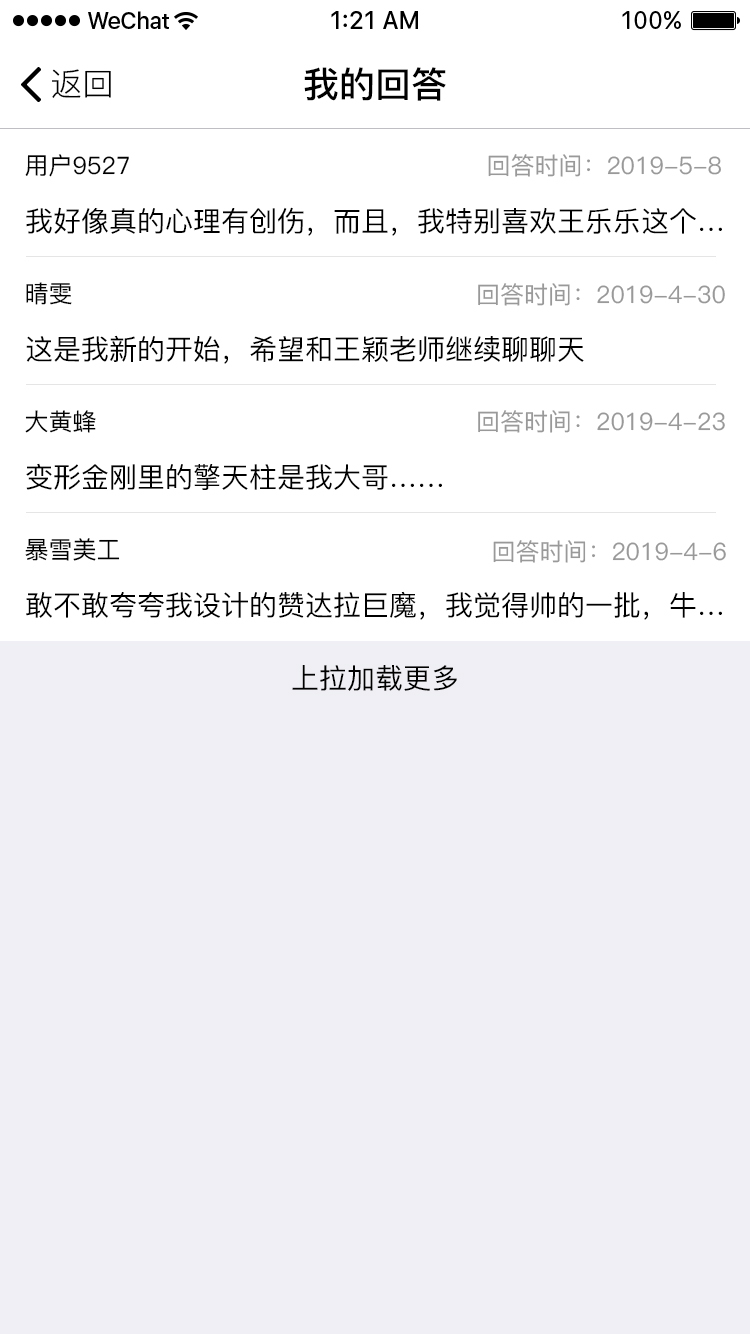 WeChat 1:21 AM 100%
返回 我的回答
用户9527 回答时间：2019-5-8
我好像真的心理有创伤，而且，我特别喜欢王乐乐这个...
晴雯 回答时间：2019-4-30
这是我新的开始，希望和王颖老师继续聊聊天
大黄蜂 回答时间：2019-4-23
变形金刚里的擎天柱是我大哥……
暴雪美工 回答时间：2019-4-6
敢不敢夸夸我设计的赞达拉巨魔，我觉得帅的一批，牛...
上拉加载更多